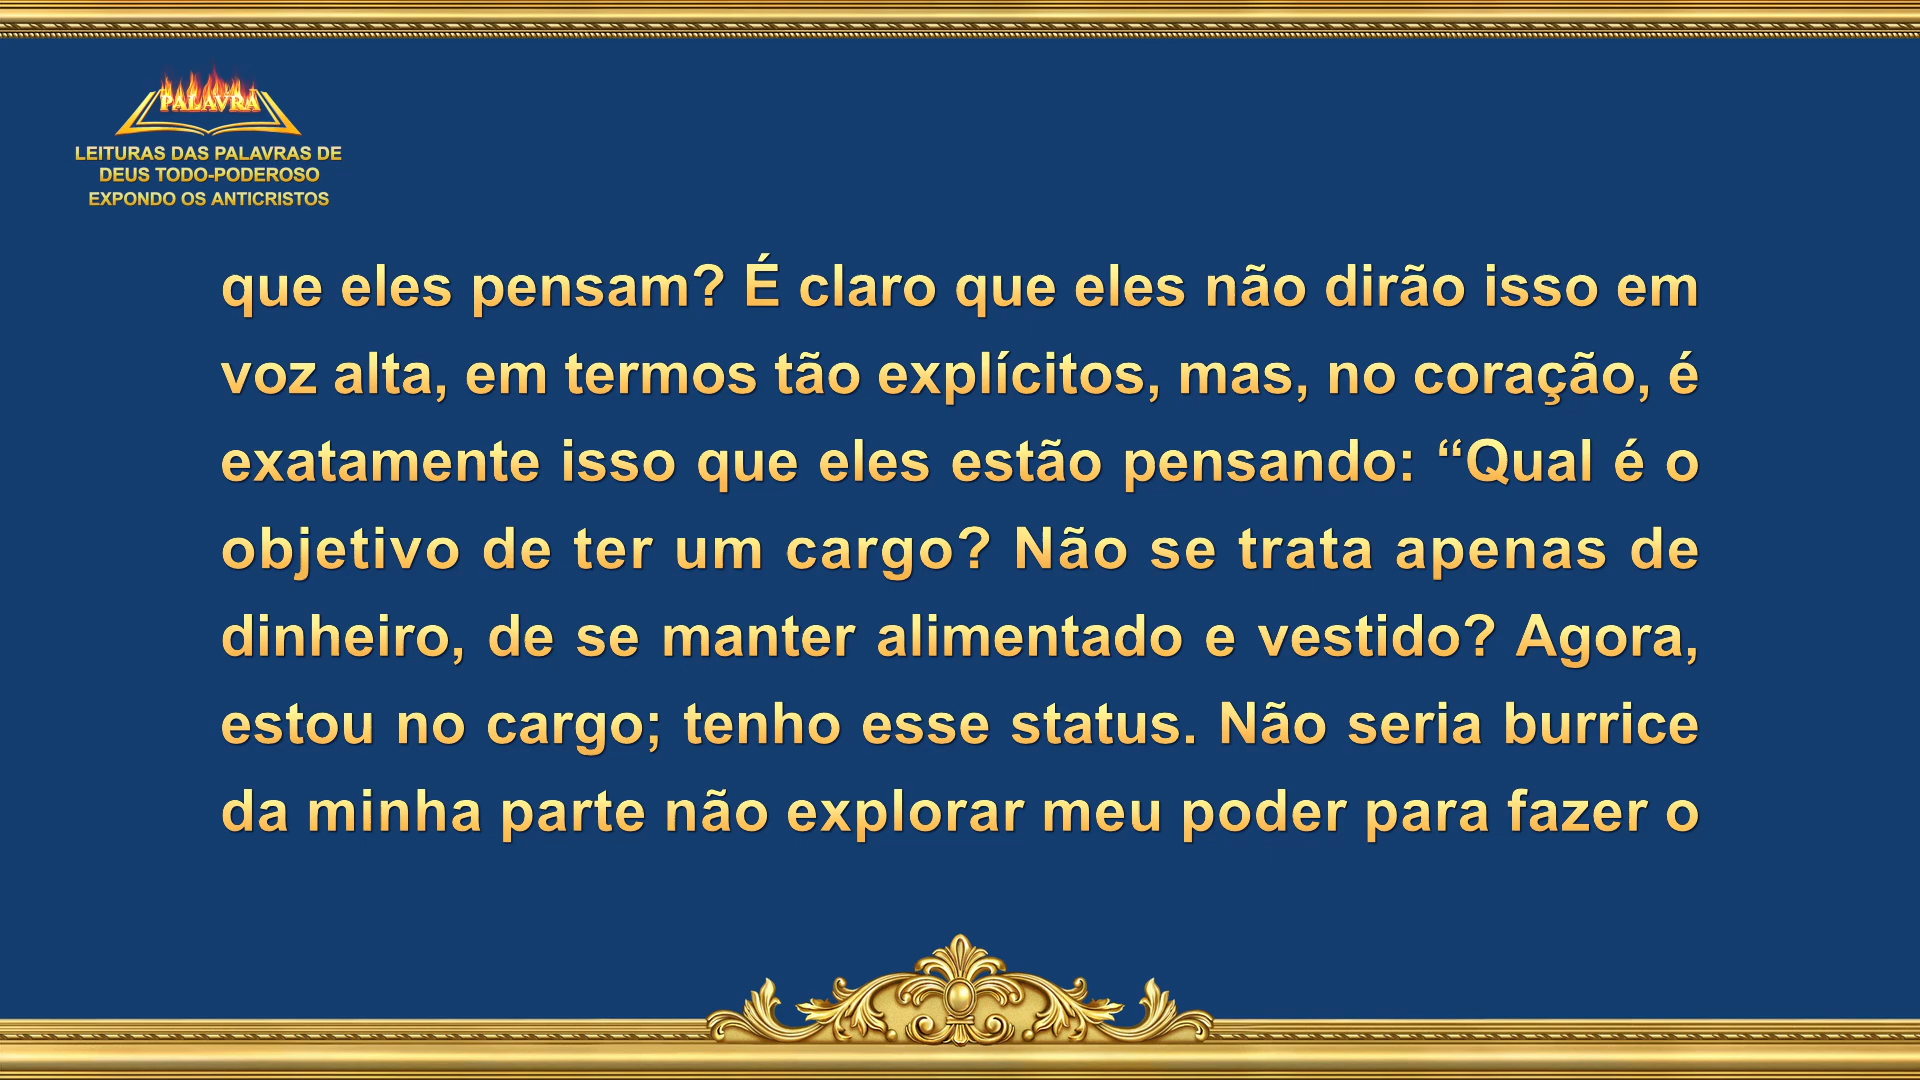 PALAVRA
LEITURAS DAS PALAVRAS DE
DEUS TODO-PODEROSO
EXPONDO OS ANTICRISTOS
que eles pensam? É claro que eles não dirão isso em
voz alta, em termos tão explícitos, mas, no coração, é
exatamente isso que eles estão pensando: “Qual é o
objetivo de ter um cargo? Não se trata apenas de
dinheiro, de se manter alimentado e vestido? Agora,
estou no cargo; tenho esse status. Não seria burrice
da minha parte não explorar meu poder para fazer o